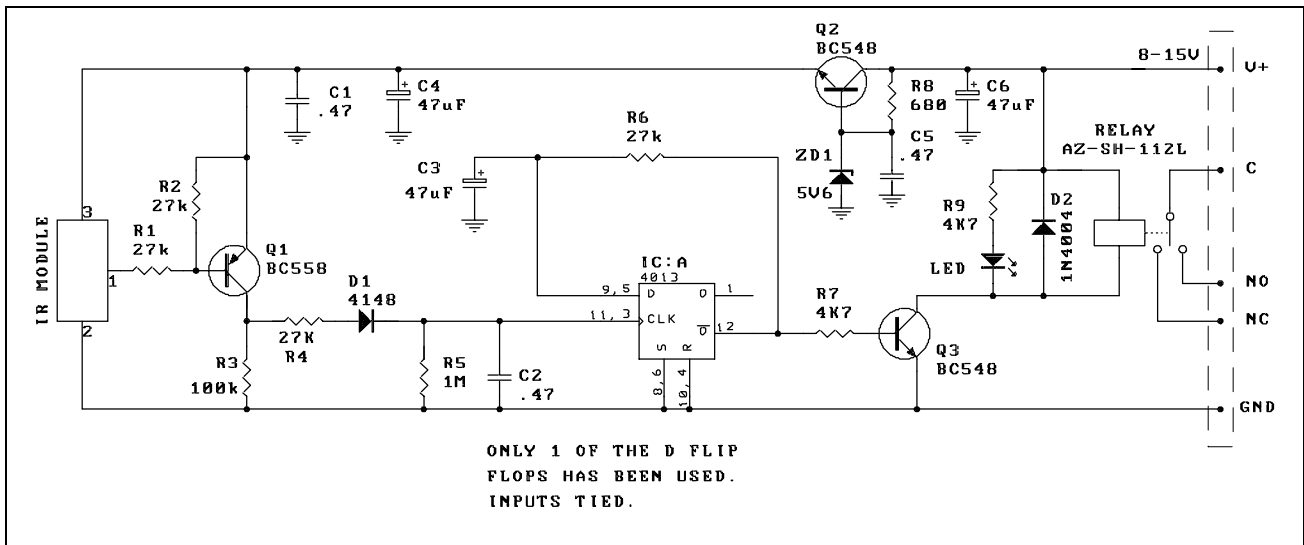 Q2
BC548
8-15V
V+
C1
.47
C4
47uF
R8
680
C6
47uF
R6
27k
C5
.47
RELAY
AZ-SH-112L
ZD1
5V6
C
C3
47uF
R2
27k
R9
4K7
D2
1N4004
3
R1
27k
IR MODULE
1
2
Q1
BC558
IC:A
4013
LED
NO
D1
4148
9,5
D
Q
1
R7
4K7
11,3
CLK
Q
12
NC
27K
R4
S
R
Q3
BC548
R3
100k
R5
1M
C2
.47
8,6
10,4
GND
ONLY 1 OF THE D FLIP
FLOPS HAS BEEN USED.
INPUTS TIED.